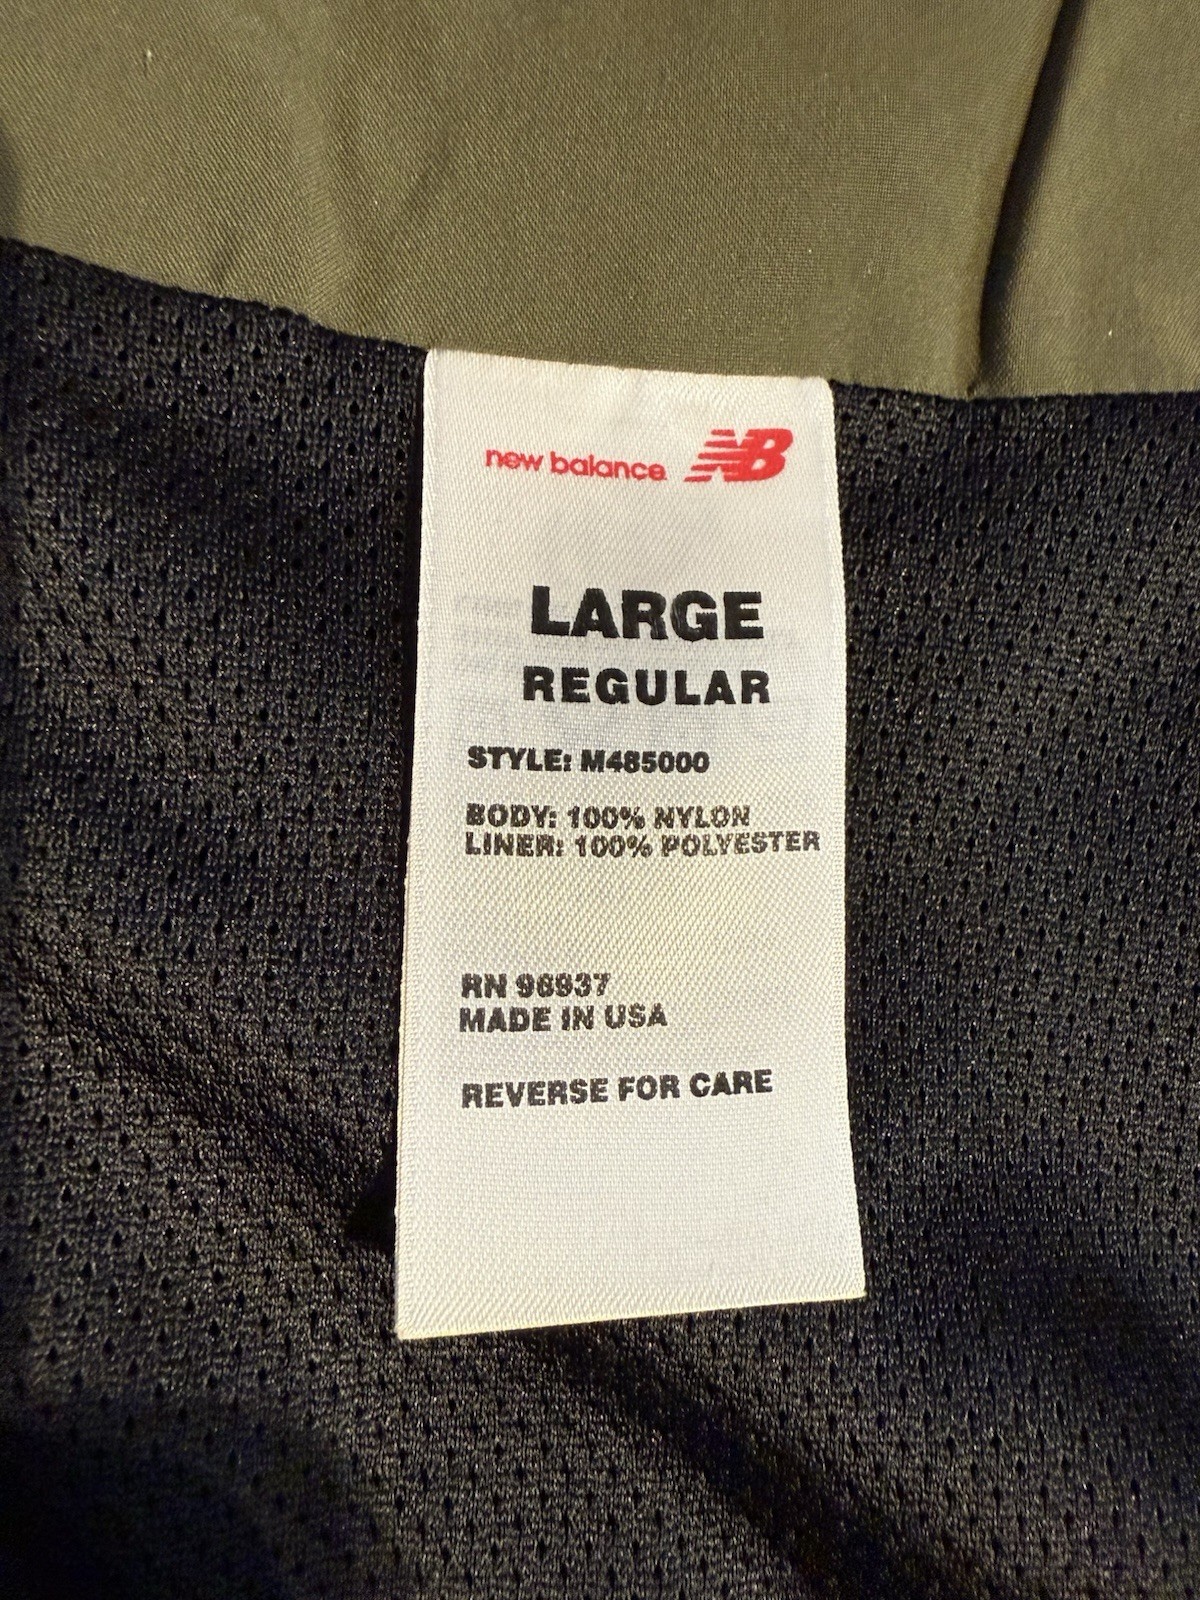 new balance NB
LARGE
REGULAR
STYLE: M485000
BODY: 100% NYLON
LINER: 100% POLYESTER
RN 96937
MADE IN USA
REVERSE FOR CARE